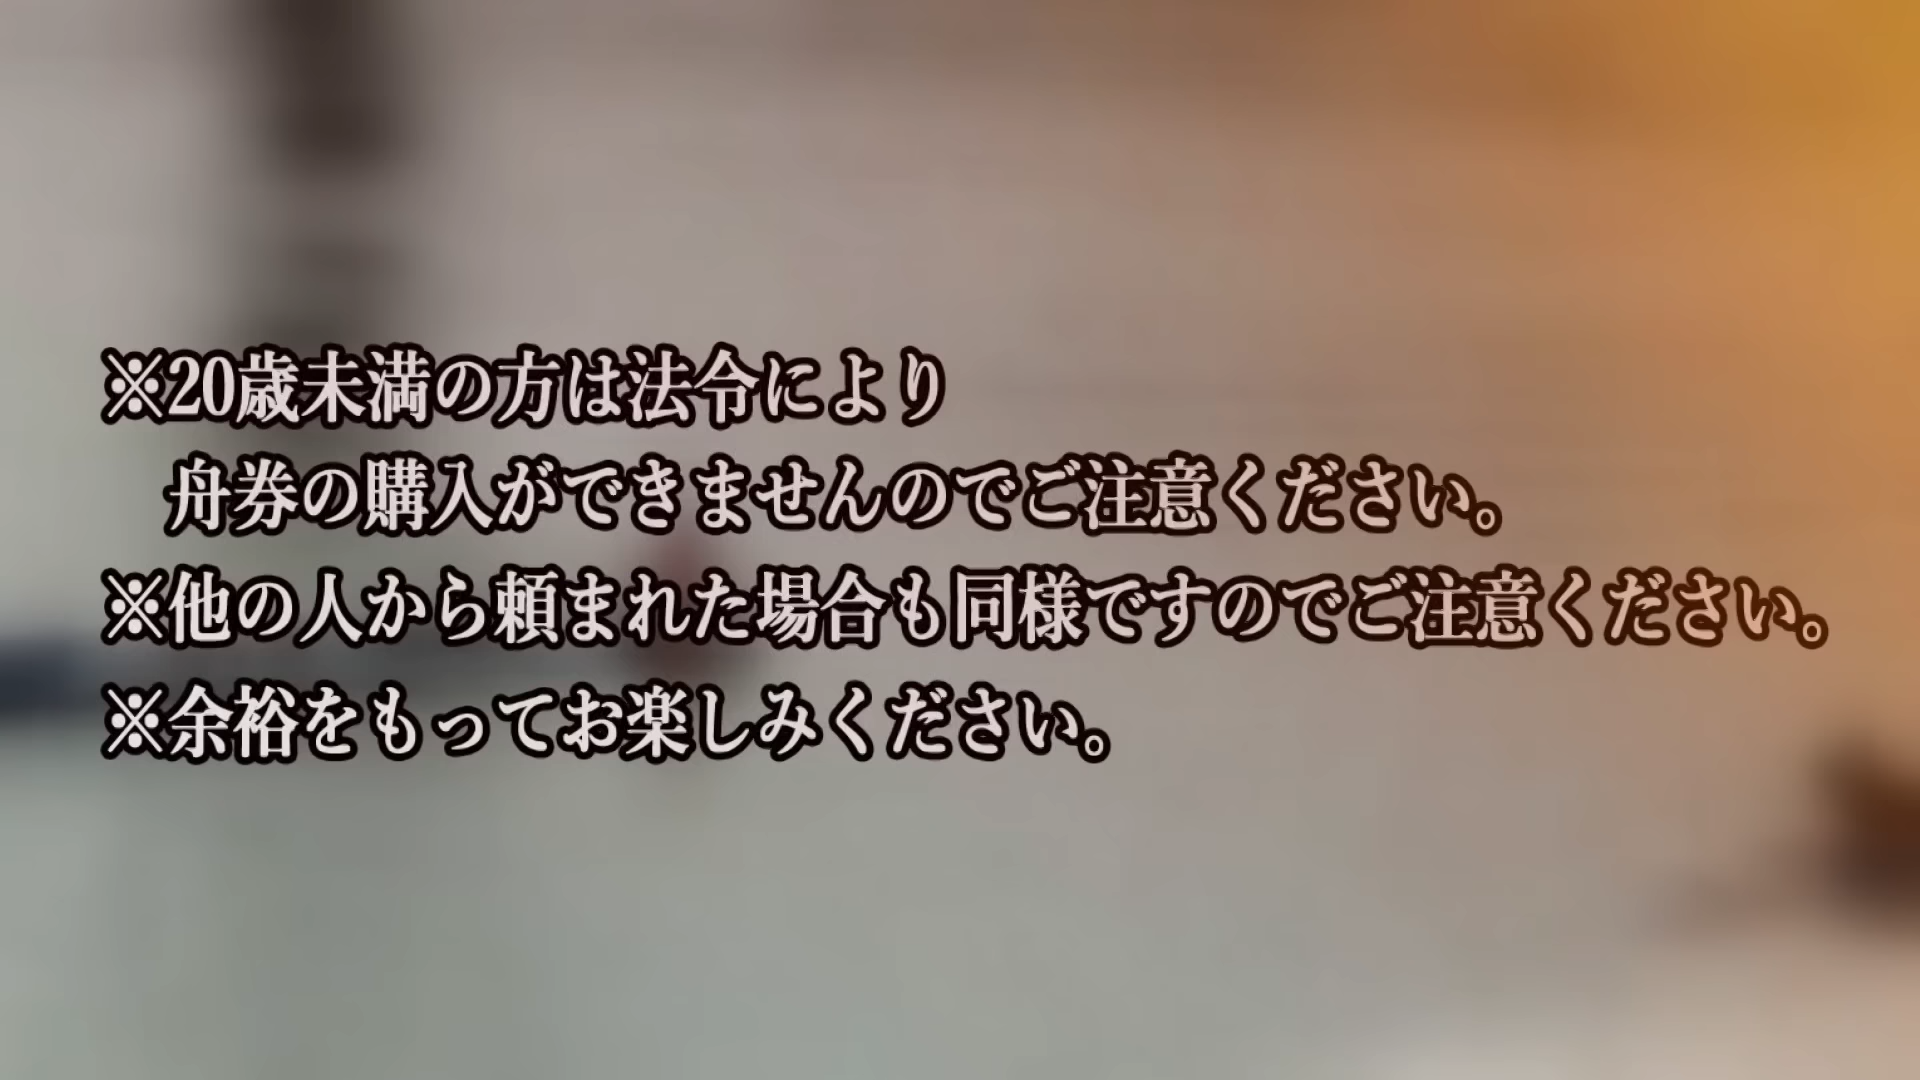 ※20歳未満の方は法令により
舟券の購入ができませんのでご注意ください。
※他の人から頼まれた場合も同様ですのでご注意ください。
※余裕をもってお楽しみください。